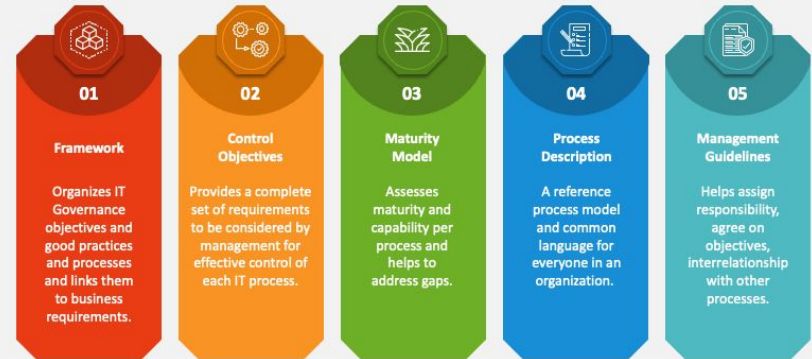 01
Framework
Organizes IT
Governance
objectives and
good practices
and processes
and links them
to business
requirements.
02
Control
Objectives
Provides a complete
set of requirements
to be considered by
management for
effective control of
each IT process.
03
Maturity
Model
Assesses
maturity and
capability per
process and
helps to
address gaps.
04
Process
Description
A reference
process model
and common
language for
everyone in an
organization.
05
Management
Guidelines
Helps assign
responsibility,
agree on
objectives,
interrelationship
with other
processes.